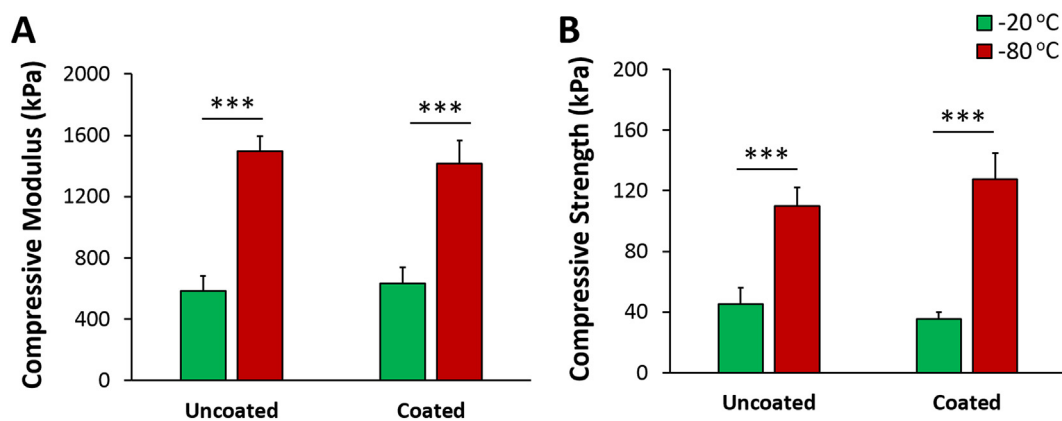 A
Compressive Modulus (kPa)
2000
1600
1200
800
400
0
***
***
Uncoated
Coated
B
-20 °C
-80 °C
Compressive Strength (kPa)
200
160
120
80
40
0
***
***
Uncoated
Coated